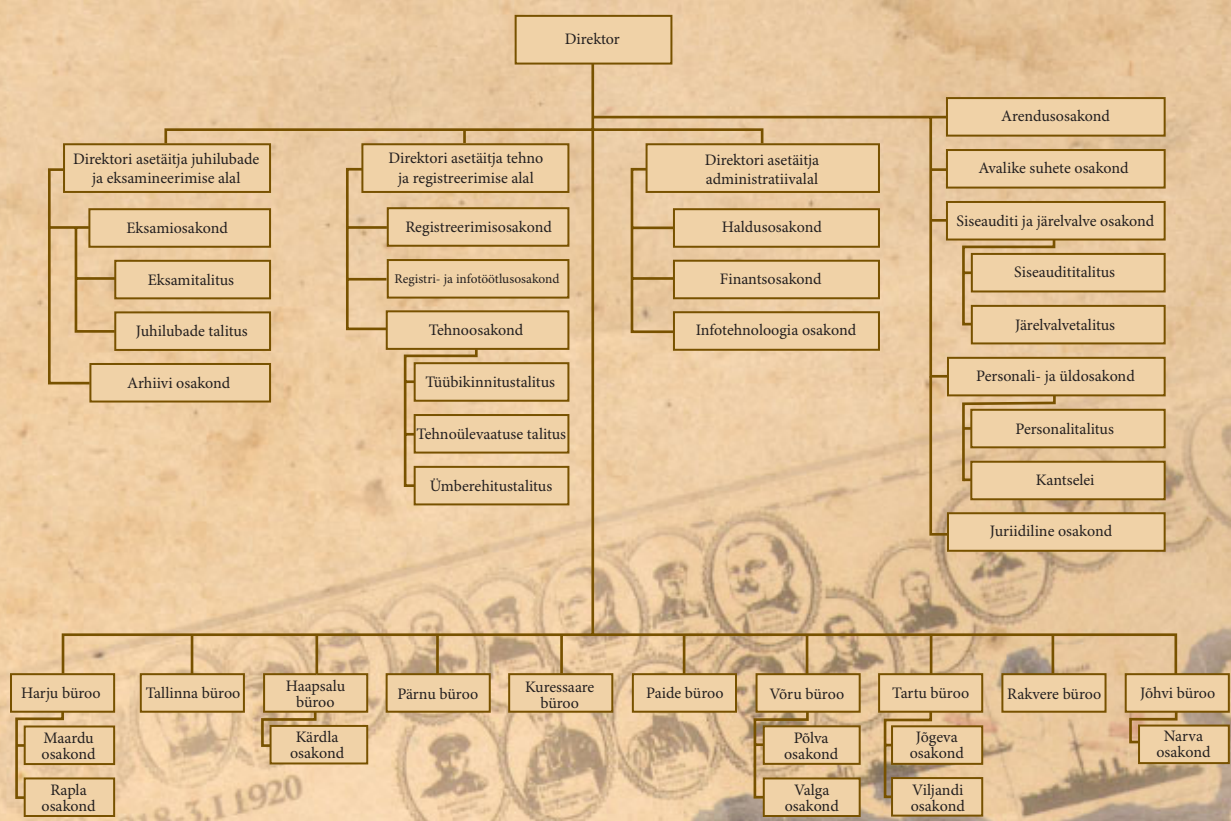 Direktor
Arendusosakond
Avalike suhete osakond
Siseauditi ja järelvalve osakond
Siseaudititalitus
Järelvalvetalitus
Personali- ja üldosakond
Personalitalitus
Kantselei
Juriidiline osakond
Direktori asetäitja juhilubade
ja eksamineerimise alal
Eksamiosakond
Eksamitalitus
Juhilubade talitus
Arhiivi osakond
Direktori asetäitja tehno
ja registreerimise alal
Registreerimisosakond
Registri- ja infotöötlusosakond
Tehnoosakond
Tüübikinnitustalitus
Tehnoülevaatuse talitus
Ümberehitustalitus
Direktori asetäitja
administratiivalal
Haldusosakond
Finantsosakond
Infotehnoloogia osakond
Harju büroo
Maardu
osakond
Rapla
osakond
Tallinna büroo
Haapsalu
büroo
Kärdla
osakond
Pärnu büroo
Kuressaare
büroo
Paide büroo
Võru büroo
Põlva
osakond
Valga
osakond
Tartu büroo
Jõgeva
osakond
Viljandi
osakond
Rakvere büroo
Jõhvi büroo
Narva
osakond
18-3.I 1920